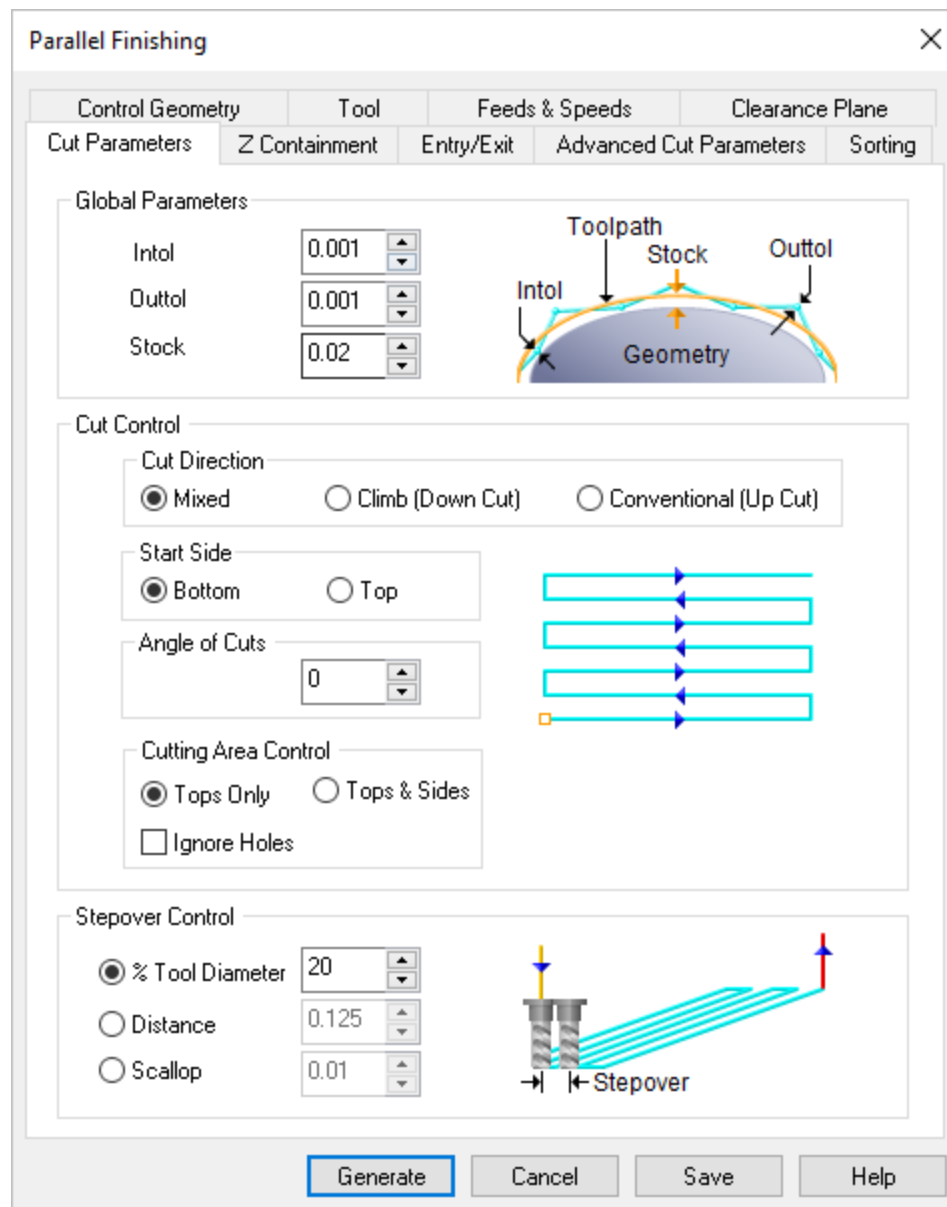 Parallel Finishing
Control Geometry Tool Feeds & Speeds Clearance Plane
Cut Parameters Z Containment Entry/Exit Advanced Cut Parameters Sorting
Global Parameters
Intol 0.001
Outtol 0.001
Stock 0.02
Toolpath
Stock
Outtol
Intol
Geometry
Cut Control
Cut Direction
Mixed Climb (Down Cut) Conventional (Up Cut)
Start Side
Bottom Top
Angle of Cuts
0
Cutting Area Control
Tops Only Tops & Sides
Ignore Holes
Stepover Control
% Tool Diameter 20
Distance 0.125
Scallop 0.01
Stepover
Generate Cancel Save Help